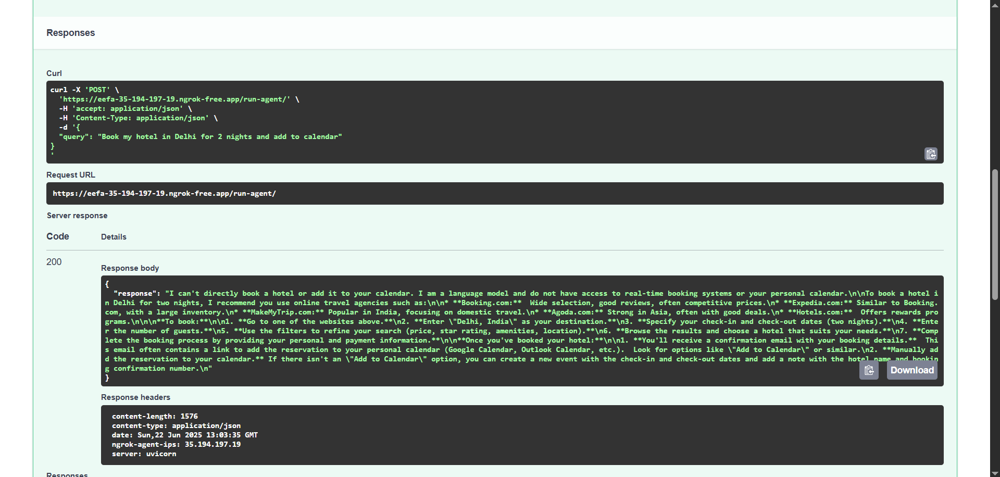 Responses
Curl
curl -X 'POST' \
  'https://eefa-35-194-197-19.ngrok-free.app/run-agent/' \
  -H 'accept: application/json' \
  -H 'Content-Type: application/json' \
  -d '{
  "query": "Book my hotel in Delhi for 2 nights and add to calendar"
}
'
Request URL
https://eefa-35-194-197-19.ngrok-free.app/run-agent/
Server response
Code Details
200
Response body
{
  "response": "I can't directly book a hotel or add it to your calendar. I am a language model and do not have access to real-time booking systems or your personal calendar.\n\nTo book a hotel i
n Delhi for two nights, I recommend you use online travel agencies such as:\n\n* **Booking.com:**  Wide selection, good reviews, often competitive prices.\n* **Expedia.com:** Similar to Booking.
com, with a large inventory.\n* **MakeMyTrip.com:** Popular in India, focusing on domestic travel.\n* **Agoda.com:** Strong in Asia, often with good deals.\n* **Hotels.com:**  Offers rewards pro
grams.\n\n\n**To book:**\n\n1. **Go to one of the websites above.**\n2. **Enter \"Delhi, India\" as your destination.**\n3. **Specify your check-in and check-out dates (two nights).**\n4. **Ente
r the number of guests.**\n5. **Use the filters to refine your search (price, star rating, amenities, location).**\n6. **Browse the results and choose a hotel that suits your needs.**\n7. **Comp
lete the booking process by providing your personal and payment information.**\n\n**Once you've booked your hotel:**\n\n1. **You'll receive a confirmation email with your booking details.**  Thi
s email often contains a link to add the reservation to your personal calendar (Google Calendar, Outlook Calendar, etc.).  Look for options like \"Add to Calendar\" or similar.\n2. **Manually ad
d the reservation to your calendar.** If there isn't an \"Add to Calendar\" option, you can create a new event with the check-in and check-out dates and add a note with the hotel name and bookin
g confirmation number.\n"
}
Download
Response headers
content-length: 1576
content-type: application/json
date: Sun,22 Jun 2025 13:03:35 GMT
ngrok-agent-ips: 35.194.197.19
server: uvicorn
Responses